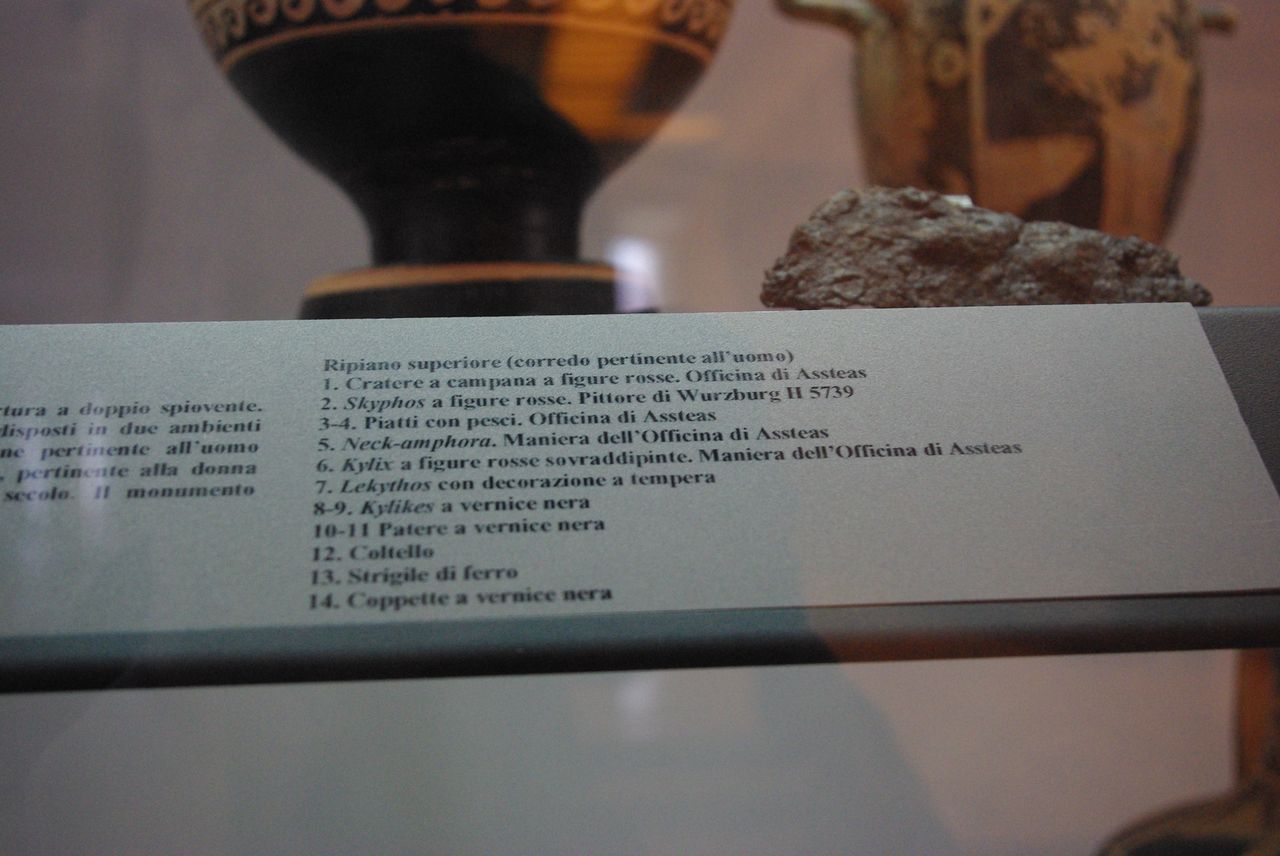 rtura a doppio spiovente.
disposti in due ambienti
ne pertinente all'uomo
, pertinente alla donna
secolo. Il monumento
Ripiano superiore (corredo pertinente all'uomo)
1. Cratere a campana a figure rosse. Officina di Assteas
2. Skyphos a figure rosse. Pittore di Wurzburg H 5739
3-4. Piatti con pesci. Officina di Assteas
5. Neck-amphora. Maniera dell'Officina di Assteas
6. Kylix a figure rosse sovraddipinte. Maniera dell'Officina di Assteas
7. Lekythos con decorazione a tempera
8-9. Kylikes a vernice nera
10-11 Patere a vernice nera
12. Coltello
13. Strigile di ferro
14. Coppette a vernice nera